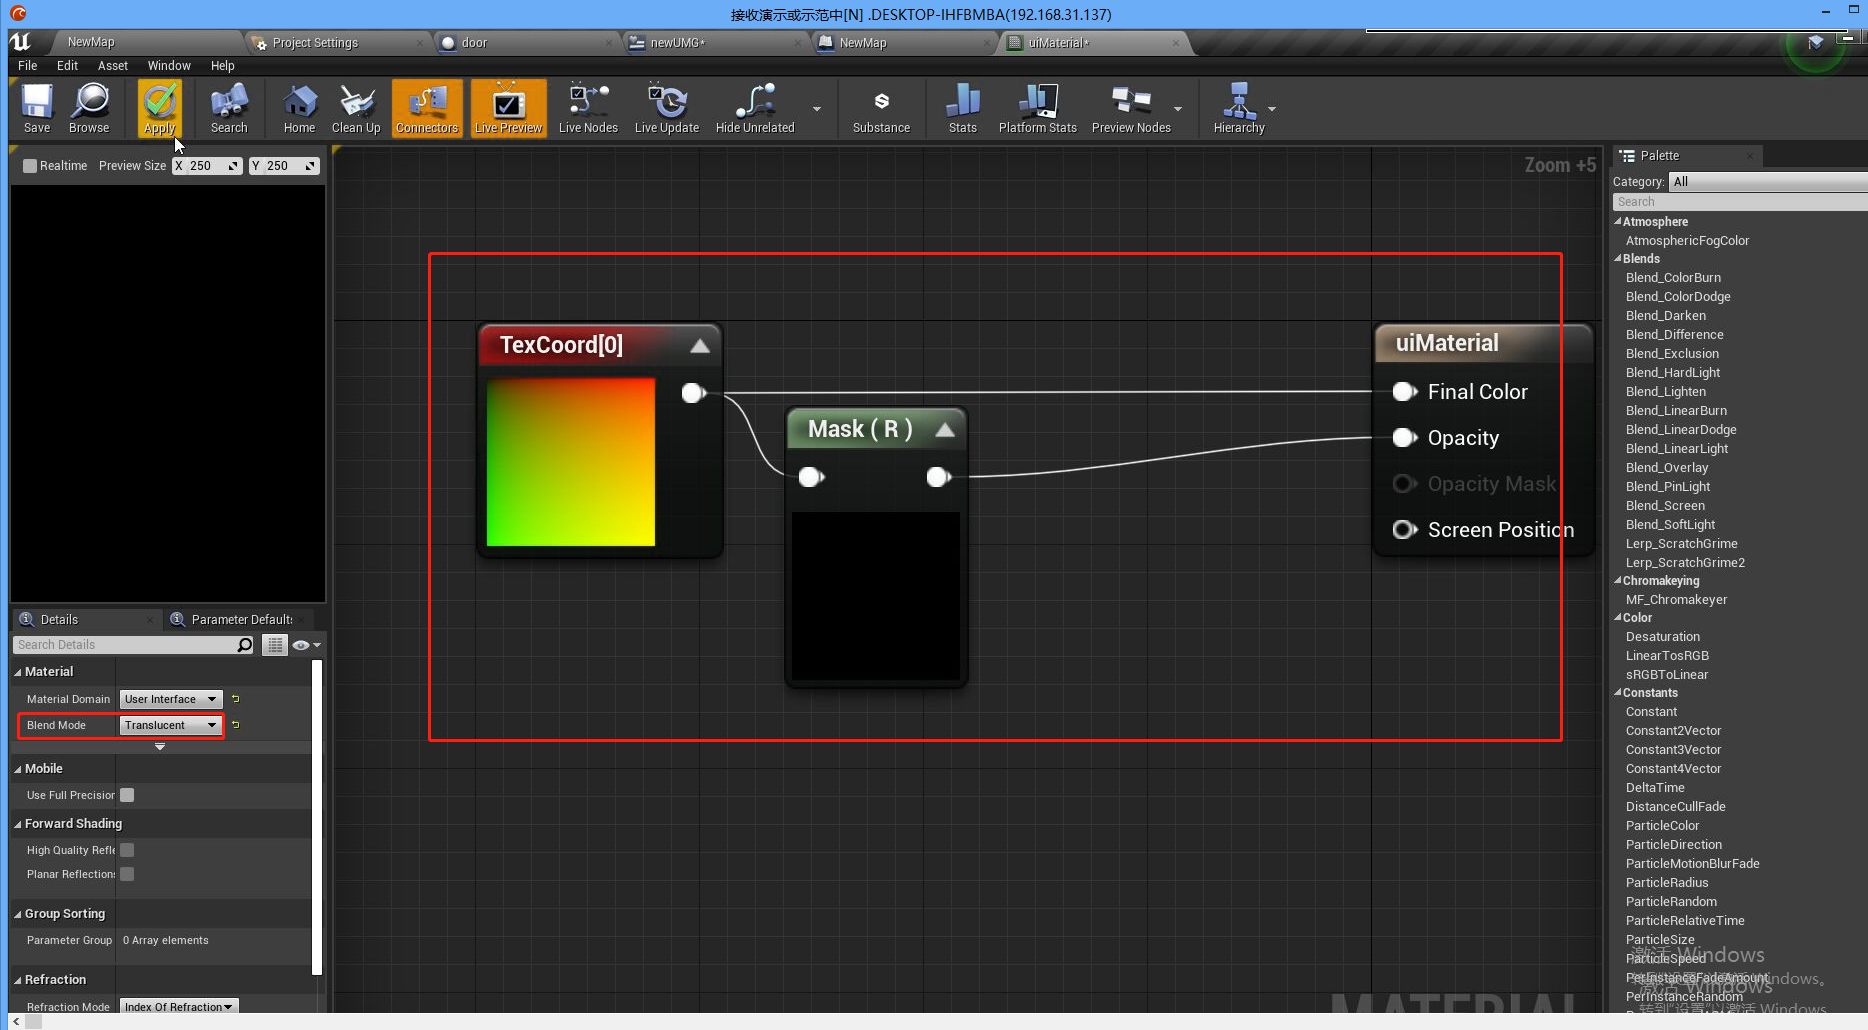 接收演示或示范中[N] .DESKTOP-IHFBMBA(192.168.31.137)
NewMap
Project Settings
door
newUMG*
NewMap
uiMaterial*
File Edit Asset Window Help
Save
Browse
Apply
Search
Home
Clean Up
Connectors
Live Preview
Live Nodes
Live Update
Hide Unrelated
Substance
Stats
Platform Stats
Preview Nodes
Hierarchy
Realtime Preview Size X 250 Y 250
Zoom +5
TexCoord[0]
Mask ( R )
uiMaterial
Final Color
Opacity
Opacity Mask
Screen Position
MATERIAL
Details
Parameter Default
Search Details
Material
Material Domain User Interface
Blend Mode Translucent
Mobile
Use Full Precision
Forward Shading
High Quality Refle
Planar Reflections
Group Sorting
Parameter Group 0 Array elements
Refraction
Refraction Mode Index Of Refraction
Palette
Category: All
Search
Atmosphere
AtmosphericFogColor
Blends
Blend_ColorBurn
Blend_ColorDodge
Blend_Darken
Blend_Difference
Blend_Exclusion
Blend_HardLight
Blend_Lighten
Blend_LinearBurn
Blend_LinearDodge
Blend_LinearLight
Blend_Overlay
Blend_PinLight
Blend_Screen
Blend_SoftLight
Lerp_ScratchGrime
Lerp_ScratchGrime2
Chromakeying
MF_Chromakeyer
Color
Desaturation
LinearTosRGB
sRGBToLinear
Constants
Constant
Constant2Vector
Constant3Vector
Constant4Vector
DeltaTime
DistanceCullFade
ParticleColor
ParticleDirection
ParticleMotionBlurFade
ParticleRadius
ParticleRandom
ParticleRelativeTime
ParticleSize
ParticleSpeed
PerInstanceFadeAmount
PerInstanceRandom
激活 Windows
激活 Windows
转到"设置"以激活 Windows